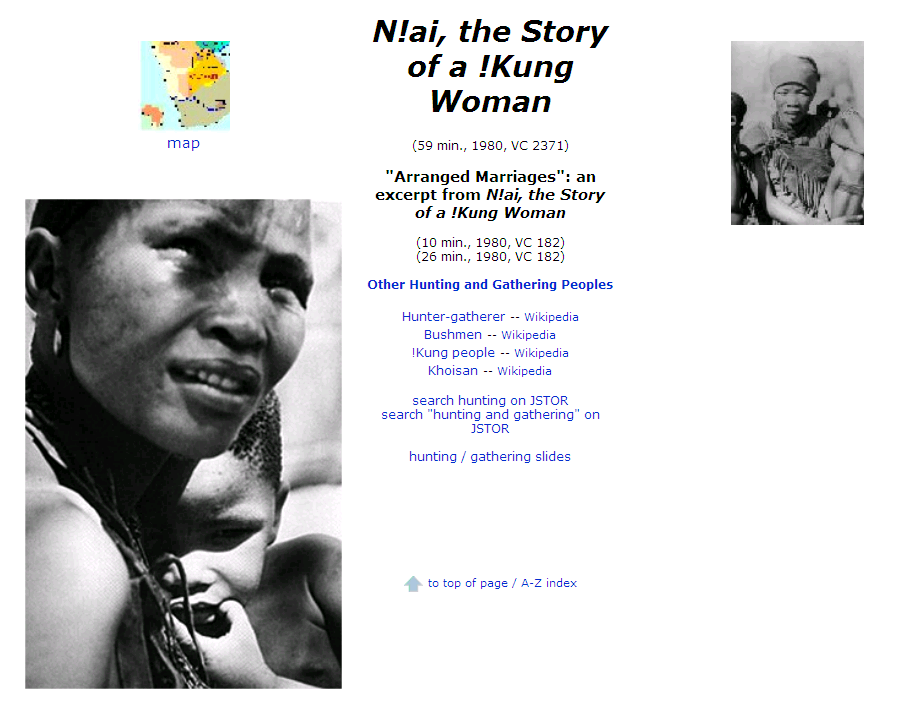 N!ai, the Story
of a !Kung
Woman
map
(59 min., 1980, VC 2371)
"Arranged Marriages": an
excerpt from N!ai, the Story
of a !Kung Woman
(10 min., 1980, VC 182)
(26 min., 1980, VC 182)
Other Hunting and Gathering Peoples
Hunter-gatherer -- Wikipedia
Bushmen -- Wikipedia
!Kung people -- Wikipedia
Khoisan -- Wikipedia
search hunting on JSTOR
search "hunting and gathering" on
JSTOR
hunting / gathering slides
to top of page / A-Z index